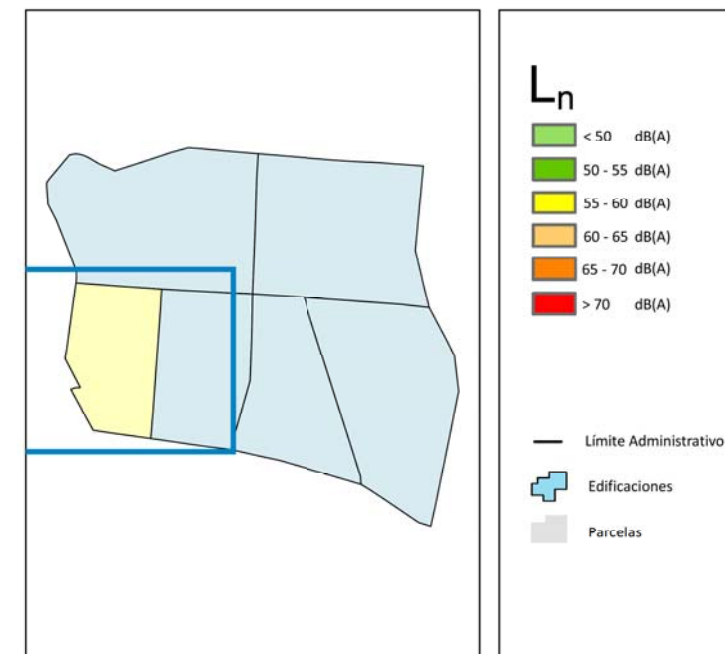 Ln
< 50 dB(A)
50 - 55 dB(A)
55 - 60 dB(A)
60 - 65 dB(A)
65 - 70 dB(A)
> 70 dB(A)
Límite Administrativo
Edificaciones
Parcelas